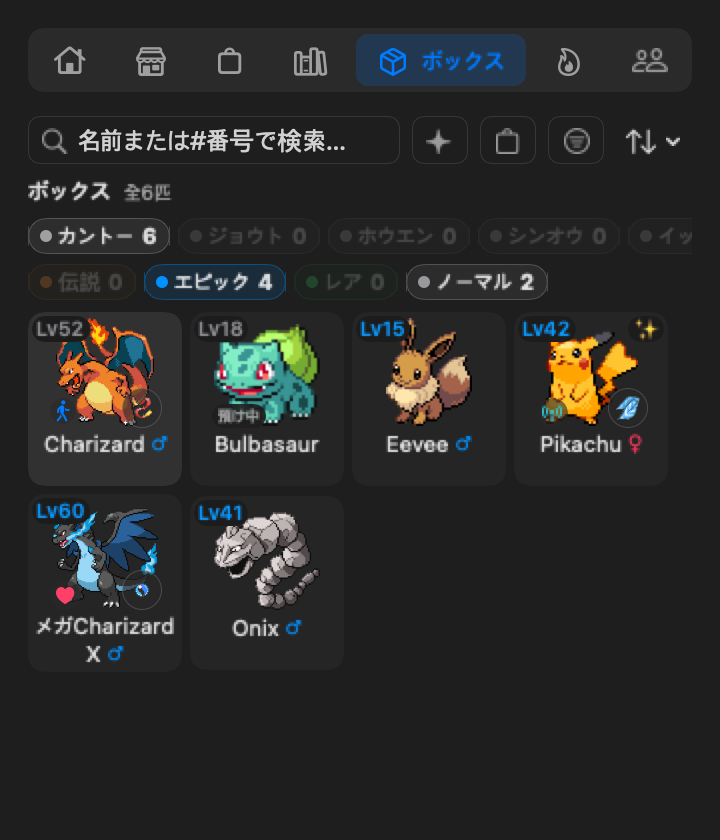 ボックス
名前または#番号で検索...
ボックス 全6匹
カントー 6 ジョウト 0 ホウエン 0 シンオウ 0 イッ
伝説 0 エピック 4 レア 0 ノーマル 2
Lv52 Lv18 Lv15 Lv42
預け中
Charizard ♂ Bulbasaur Eevee ♂ Pikachu ♀
Lv60 Lv41
メガCharizard
X ♂ Onix ♂